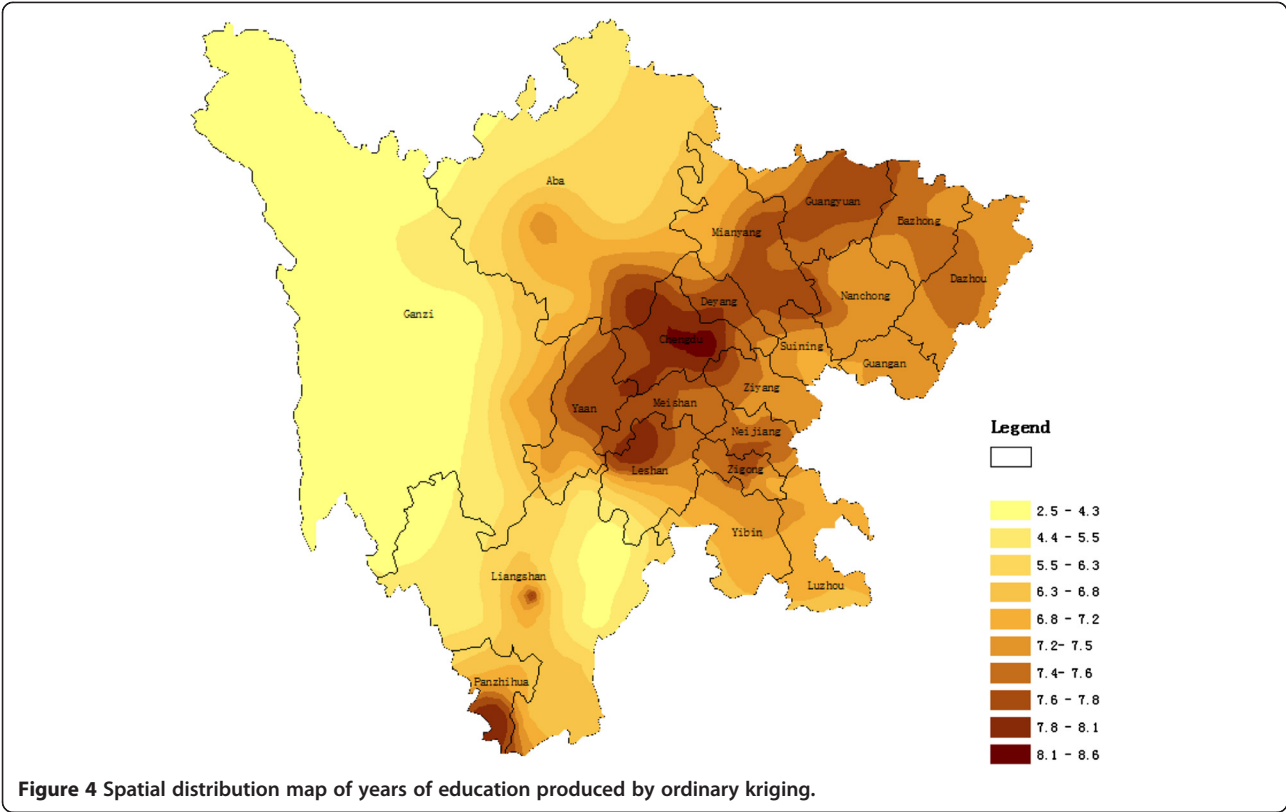 Aba
Guangyuan
Bazhong
Mianyang
Dazhou
Nanchong
Deyang
Ganzi
Chengdu
Suining
Guangan
Ziyang
Yaan
Meishan
Neijiang
Leshan
Zigong
Yibin
Liangshan
Luzhou
Panzhihua
Legend
2.5 - 4.3
4.4 - 5.5
5.5 - 6.3
6.3 - 6.8
6.8 - 7.2
7.2- 7.5
7.4- 7.6
7.6 - 7.8
7.8 - 8.1
8.1 - 8.6
Figure 4 Spatial distribution map of years of education produced by ordinary kriging.